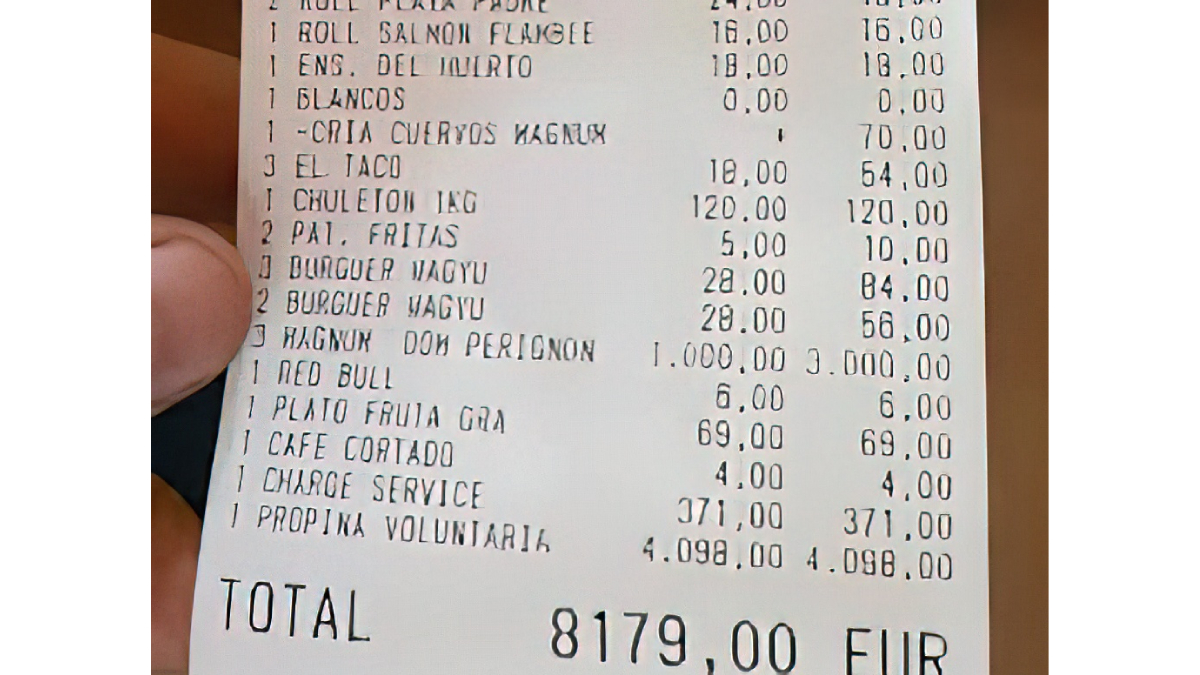 1 ROLL SALMON FLAMBEE 16,00 16,00
1 ENS. DEL HUERTO 18,00 18,00
1 BLANCOS 0.00 0.00
1 -CRIA CUERVOS MAGNUM 70,00
3 EL TACO 18,00 54,00
1 CHULETON 1KG 120.00 120,00
2 PAT. FRITAS 5,00 10,00
3 BURGUER WAGYU 28.00 84.00
2 BURGUER WAGYU 28.00 56,00
3 MAGNUM DOM PERIGNON 1.000,00 3.000,00
1 RED BULL 6,00 6,00
1 PLATO FRUTA GRA 69,00 69,00
1 CAFE CORTADO 4,00 4,00
1 CHARGE SERVICE 371,00 371,00
1 PROPINA VOLUNTARIA 4.098,00 4.098,00
TOTAL 8179,00 EUR